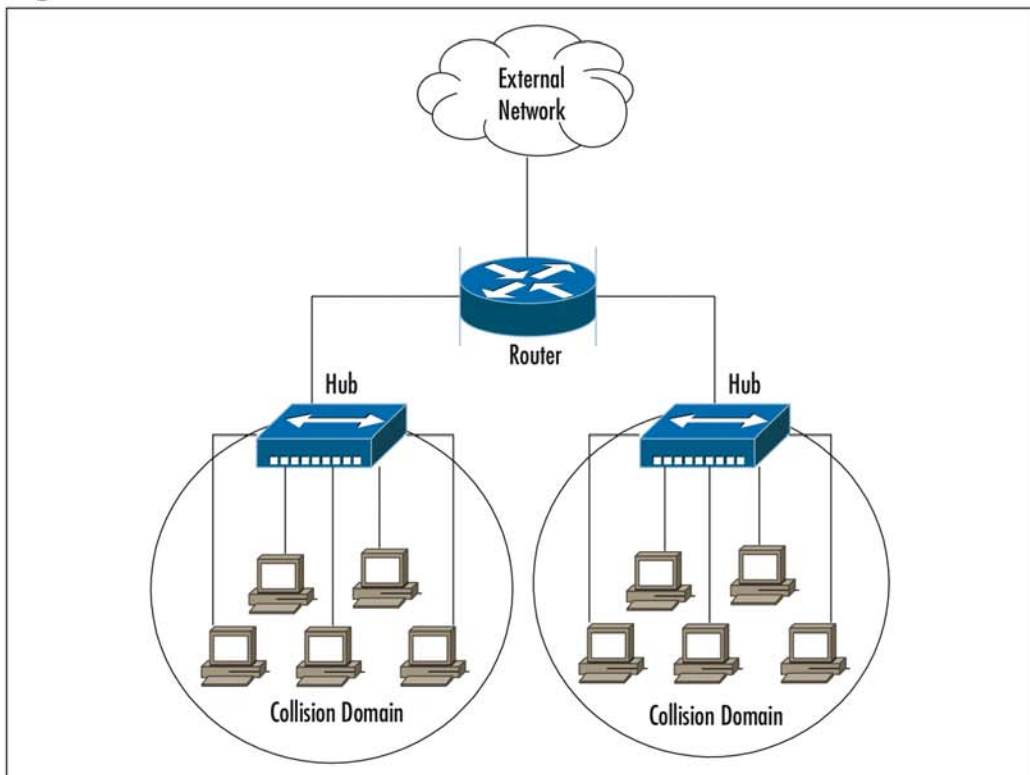 External
Network
Router
Hub
Hub
Collision Domain
Collision Domain